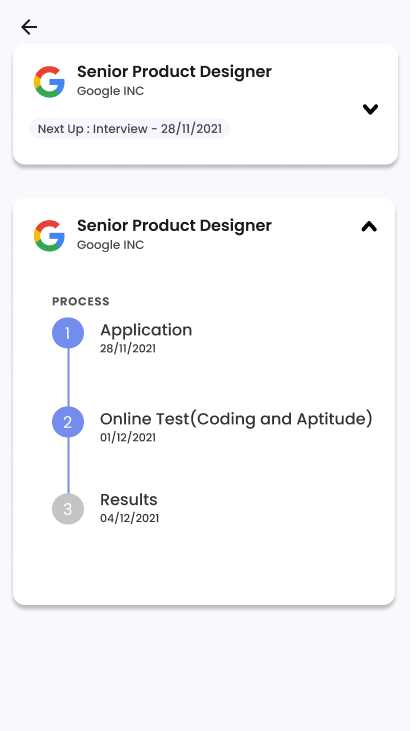 Senior Product Designer
Google INC
Next Up : Interview - 28/11/2021
Senior Product Designer
Google INC
PROCESS
1
Application
28/11/2021
2
Online Test(Coding and Aptitude)
01/12/2021
3
Results
04/12/2021